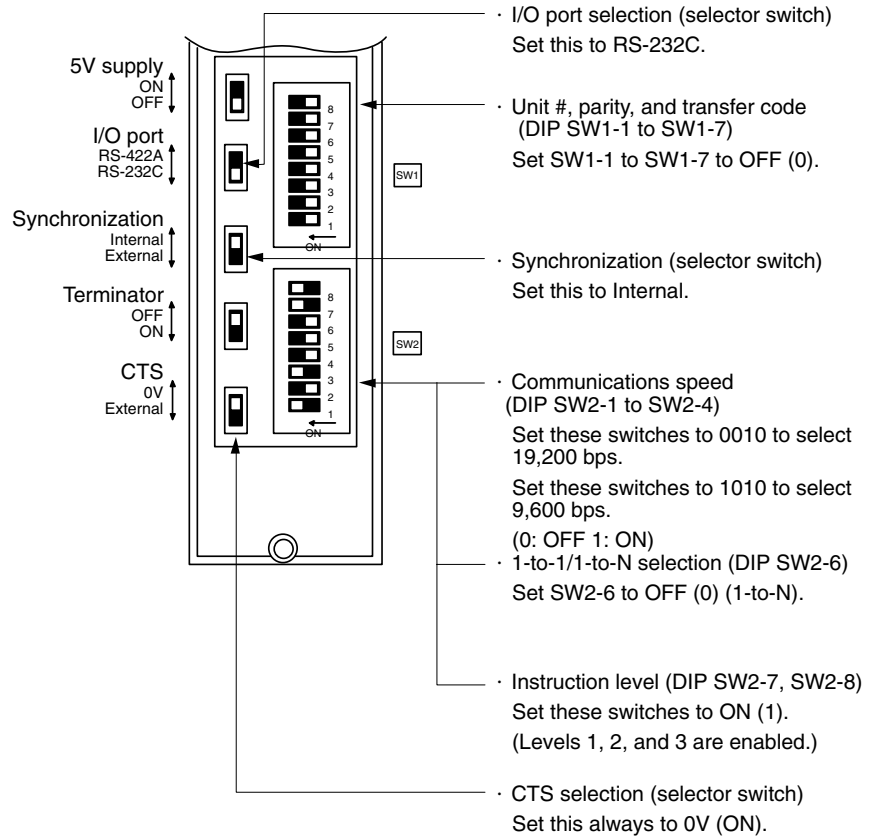 5V supply
ON
OFF
I/O port
RS-422A
RS-232C
Synchronization
Internal
External
Terminator
OFF
ON
CTS
0V
External
8
7
6
5
4
3
2
1
ON
SW1
8
7
6
5
4
3
2
1
ON
SW2
· I/O port selection (selector switch)
Set this to RS-232C.
· Unit #, parity, and transfer code
(DIP SW1-1 to SW1-7)
Set SW1-1 to SW1-7 to OFF (0).
· Synchronization (selector switch)
Set this to Internal.
· Communications speed
(DIP SW2-1 to SW2-4)
Set these switches to 0010 to select
19,200 bps.
Set these switches to 1010 to select
9,600 bps.
(0: OFF 1: ON)
· 1-to-1/1-to-N selection (DIP SW2-6)
Set SW2-6 to OFF (0) (1-to-N).
· Instruction level (DIP SW2-7, SW2-8)
Set these switches to ON (1).
(Levels 1, 2, and 3 are enabled.)
· CTS selection (selector switch)
Set this always to 0V (ON).